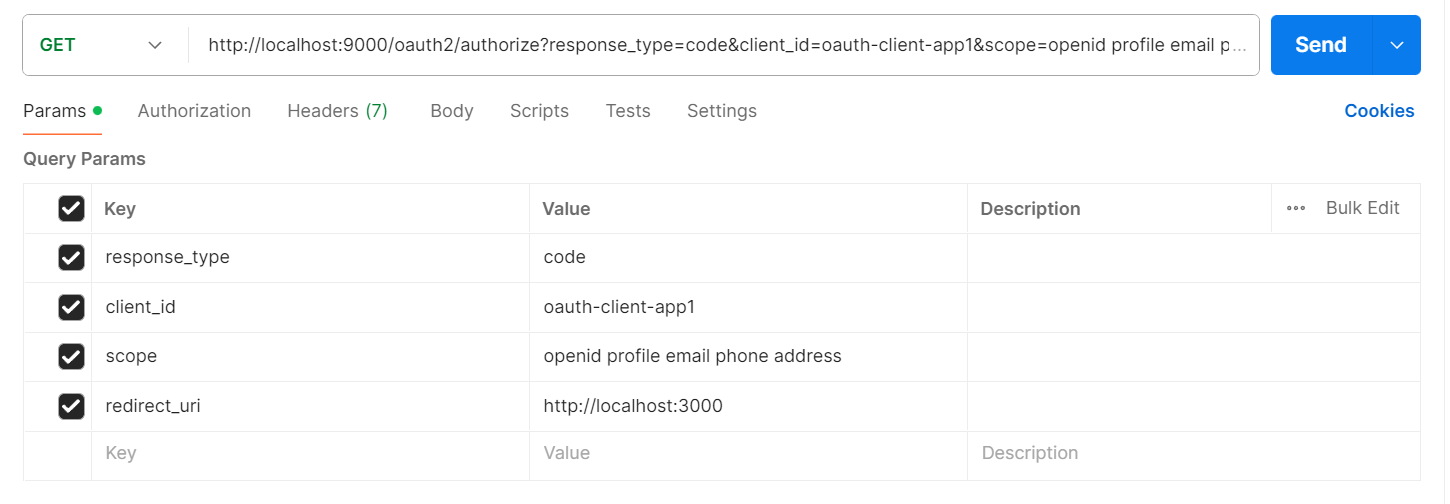 GET http://localhost:9000/oauth2/authorize?response_type=code&client_id=oauth-client-app1&scope=openid profile email p... Send
Params Authorization Headers (7) Body Scripts Tests Settings Cookies
Query Params
Key Value Description Bulk Edit
response_type code
client_id oauth-client-app1
scope openid profile email phone address
redirect_uri http://localhost:3000
Key Value Description